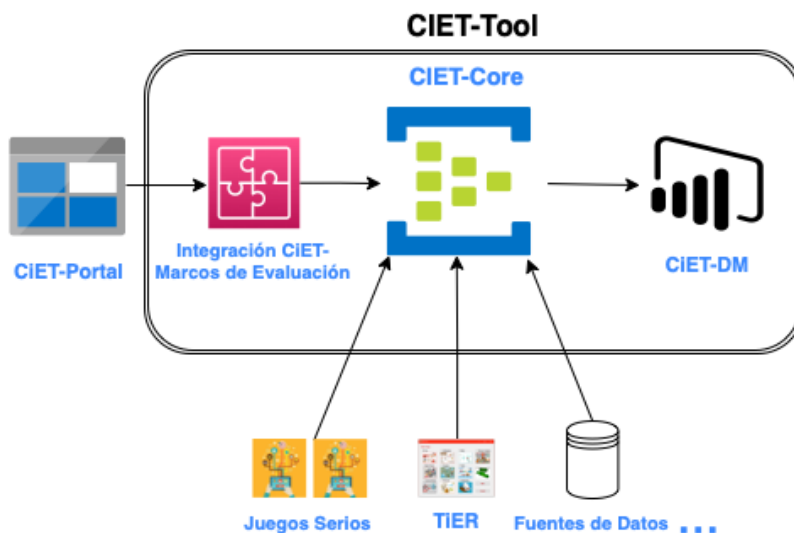 CIET-Tool
CIET-Core
CiET-Portal
Integración CiET-
Marcos de Evaluación
CiET-DM
Juegos Serios
TiER
Fuentes de Datos ...